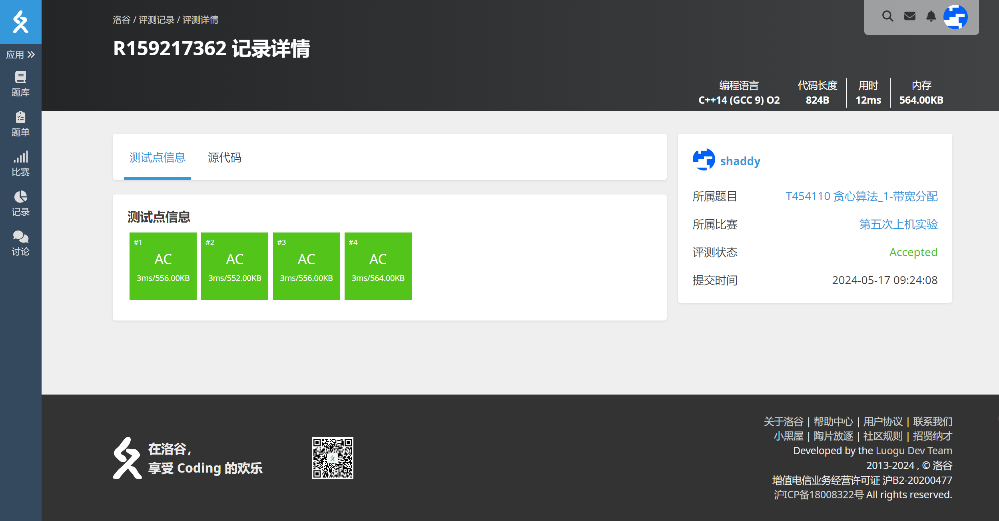 洛谷 / 评测记录 / 评测详情
R159217362 记录详情
编程语言 代码长度 用时 内存
C++14 (GCC 9) O2 824B 12ms 564.00KB
应用
题库
题单
比赛
记录
讨论
测试点信息 源代码
测试点信息
#1 #2 #3 #4
AC AC AC AC
3ms/556.00KB 3ms/552.00KB 3ms/556.00KB 3ms/564.00KB
shaddy
所属题目 T454110 贪心算法_1-带宽分配
所属比赛 第五次上机实验
评测状态 Accepted
提交时间 2024-05-17 09:24:08
在洛谷，
享受 Coding 的欢乐
关于洛谷 | 帮助中心 | 用户协议 | 联系我们
小黑屋 | 陶片放逐 | 社区规则 | 招贤纳才
Developed by the Luogu Dev Team
2013-2024 , © 洛谷
增值电信业务经营许可证 沪B2-20200477
沪ICP备18008322号 All rights reserved.